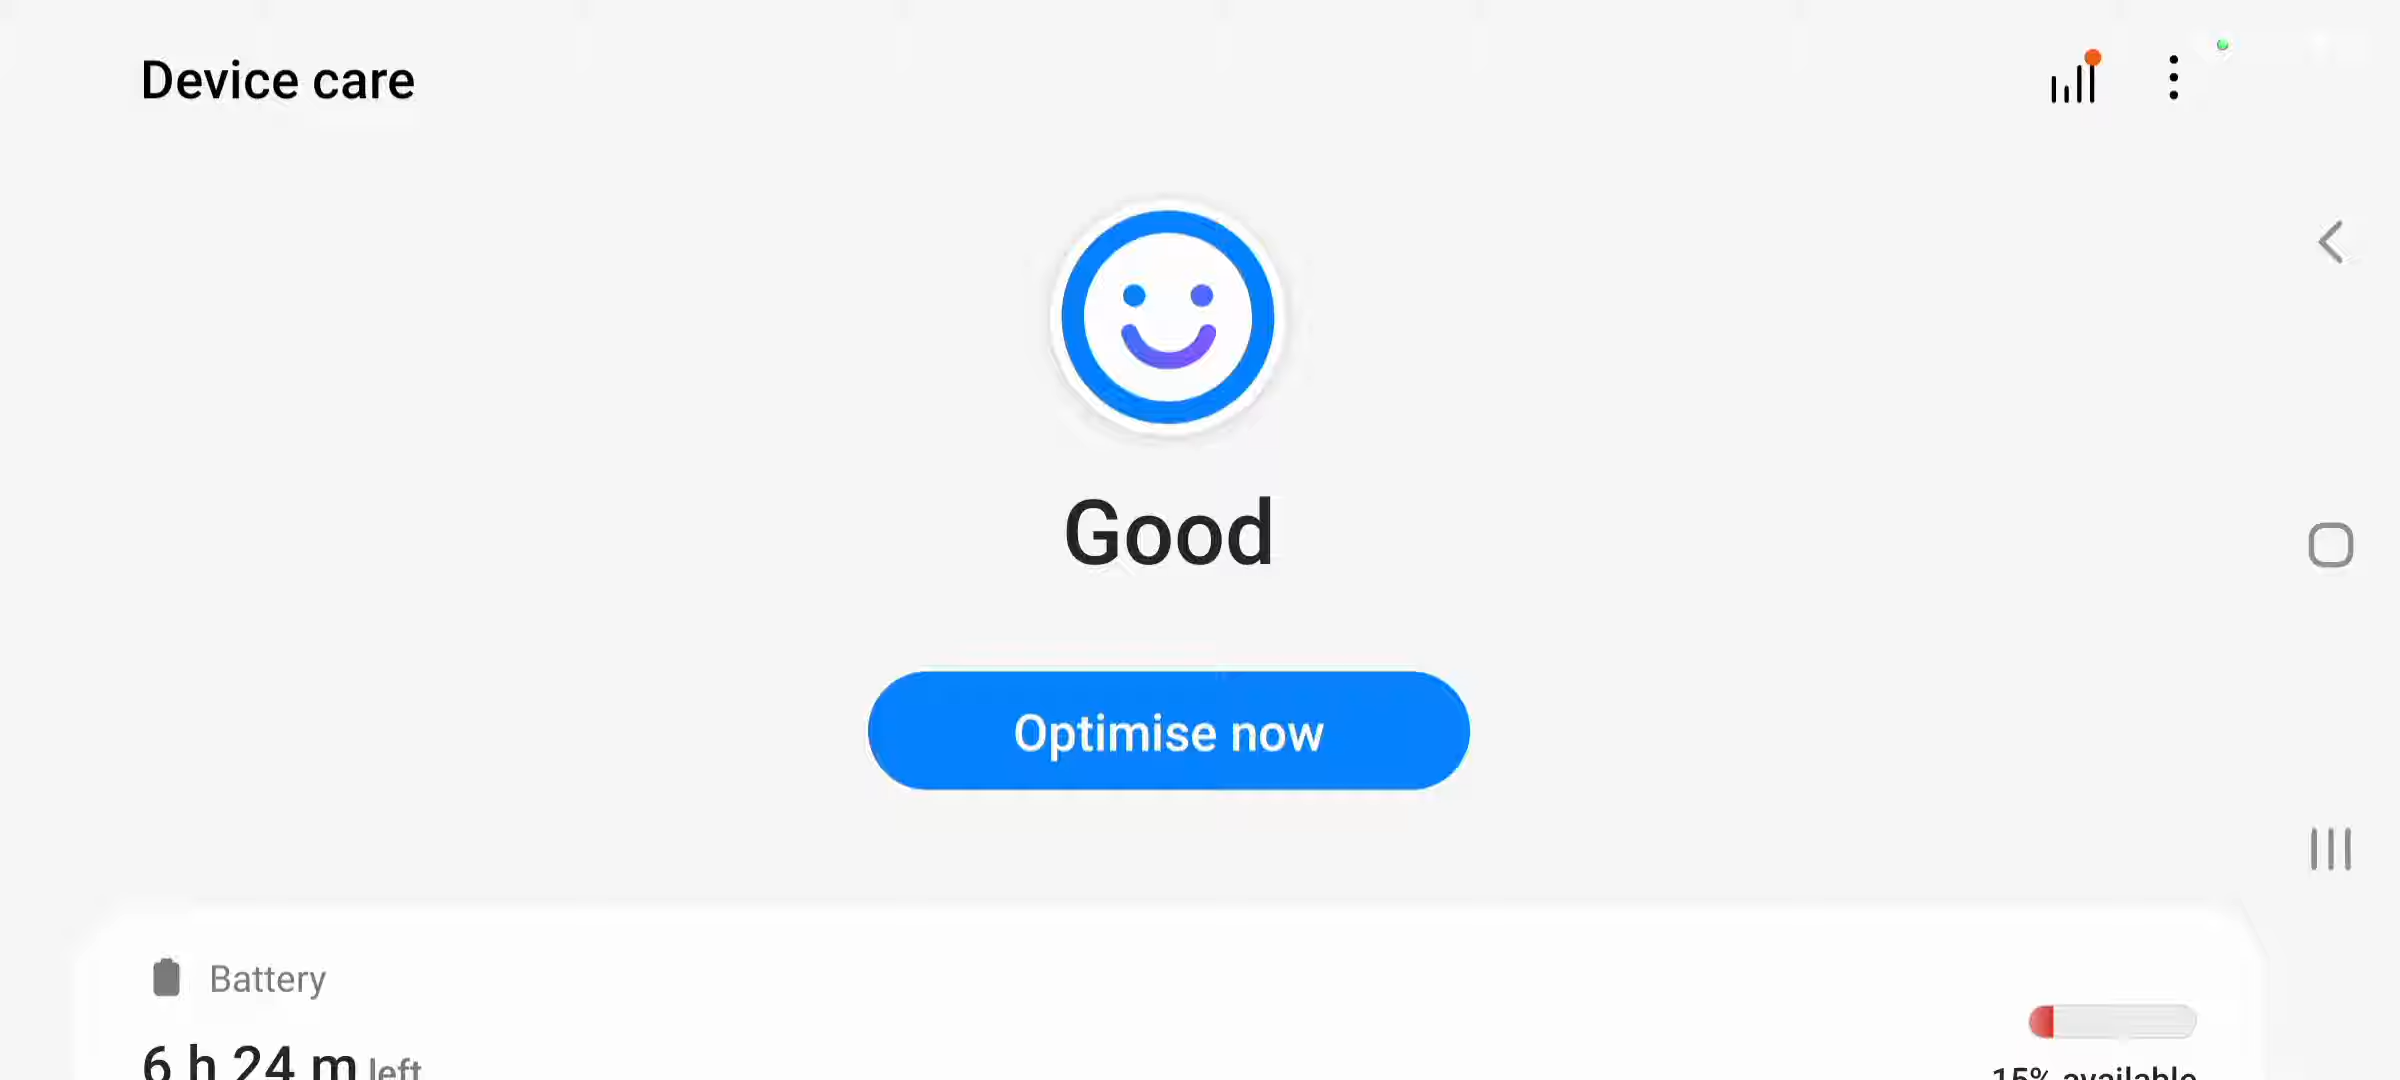 Device care
Good
Optimise now
Battery
6 h 24 m left
15% available